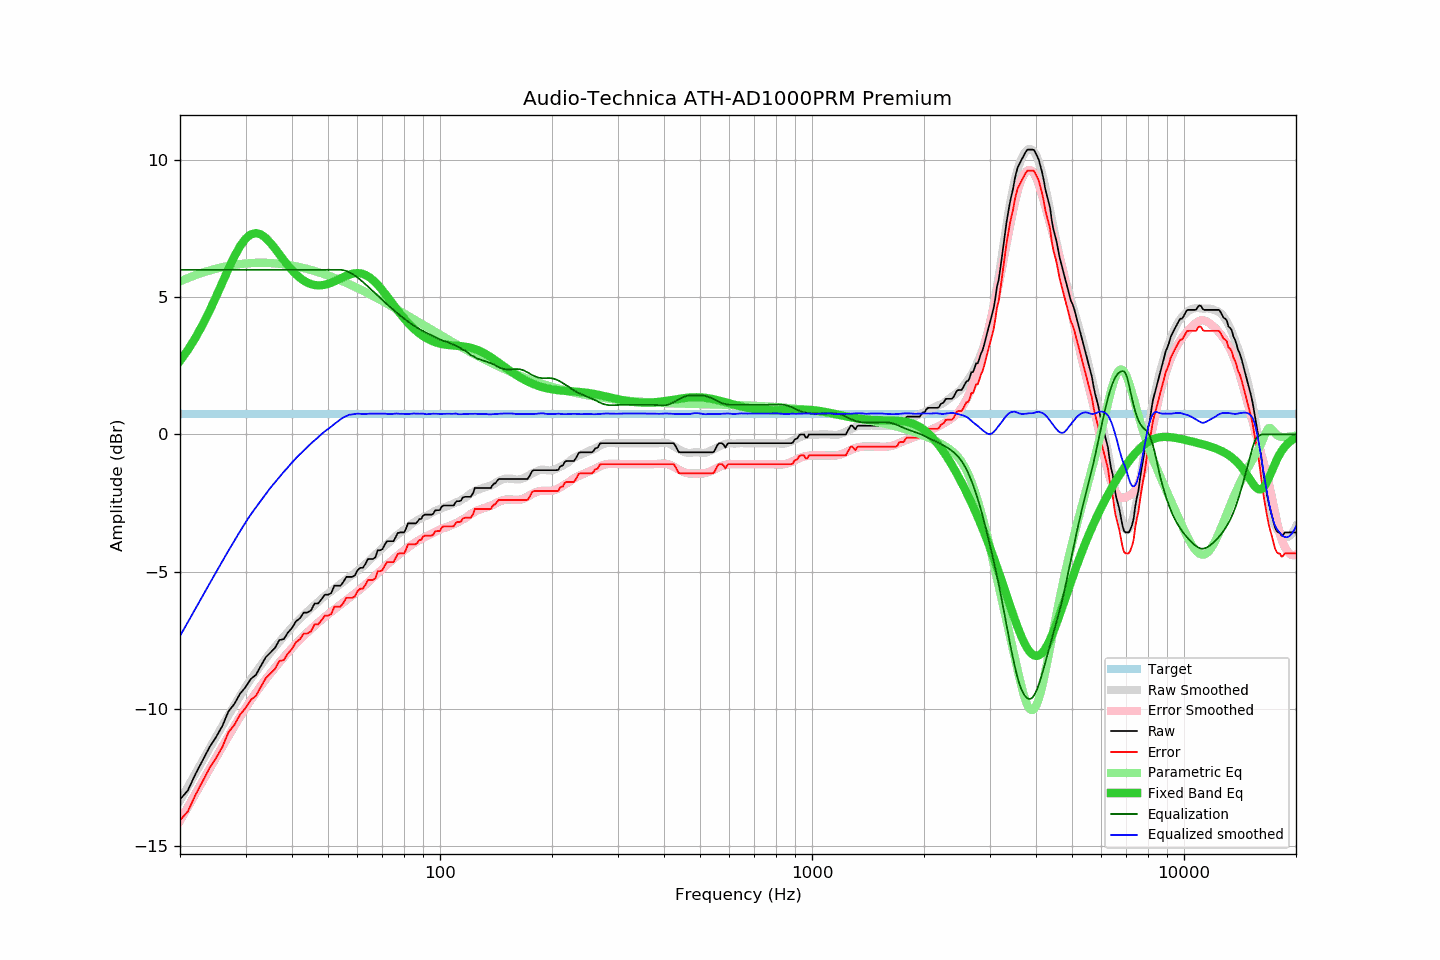 Audio-Technica ATH-AD1000PRM Premium
Amplitude (dBr)
10
5
0
−5
−10
−15
100
1000
10000
Frequency (Hz)
Target
Raw Smoothed
Error Smoothed
Raw
Error
Parametric Eq
Fixed Band Eq
Equalization
Equalized smoothed